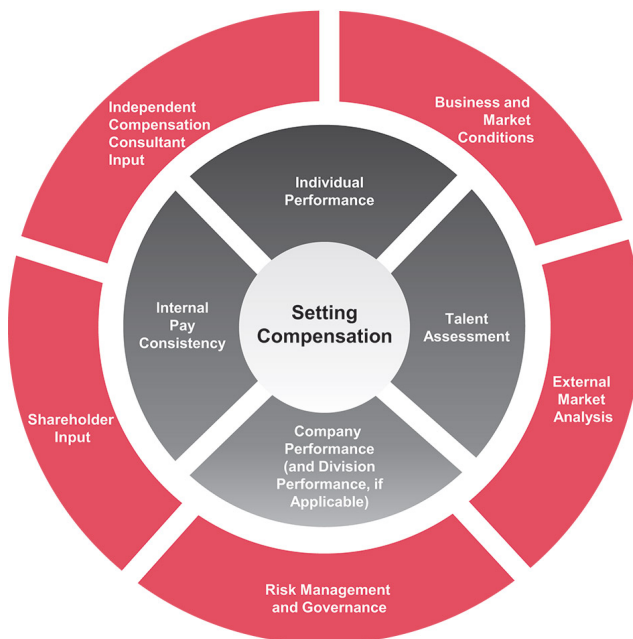 Independent
Compensation
Consultant
Input
Business and
Market
Conditions
Individual
Performance
Internal
Pay
Consistency
Setting
Compensation
Talent
Assessment
Shareholder
Input
External
Market
Analysis
Company
Performance
(and Division
Performance, if
Applicable)
Risk Management
and Governance